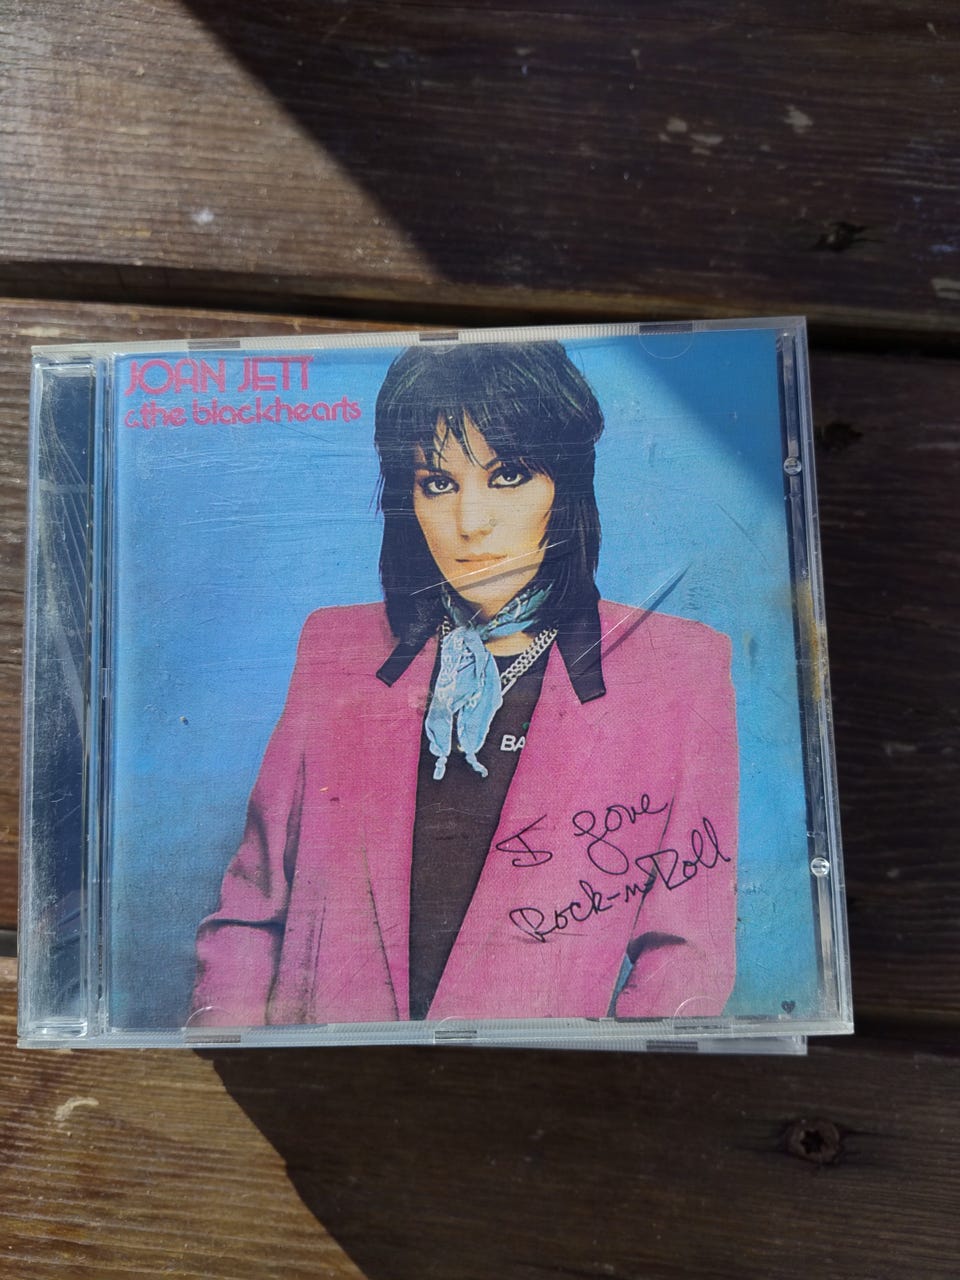 JOAN JETT
& the blackhearts
BA
I Love
Rock-n-Roll